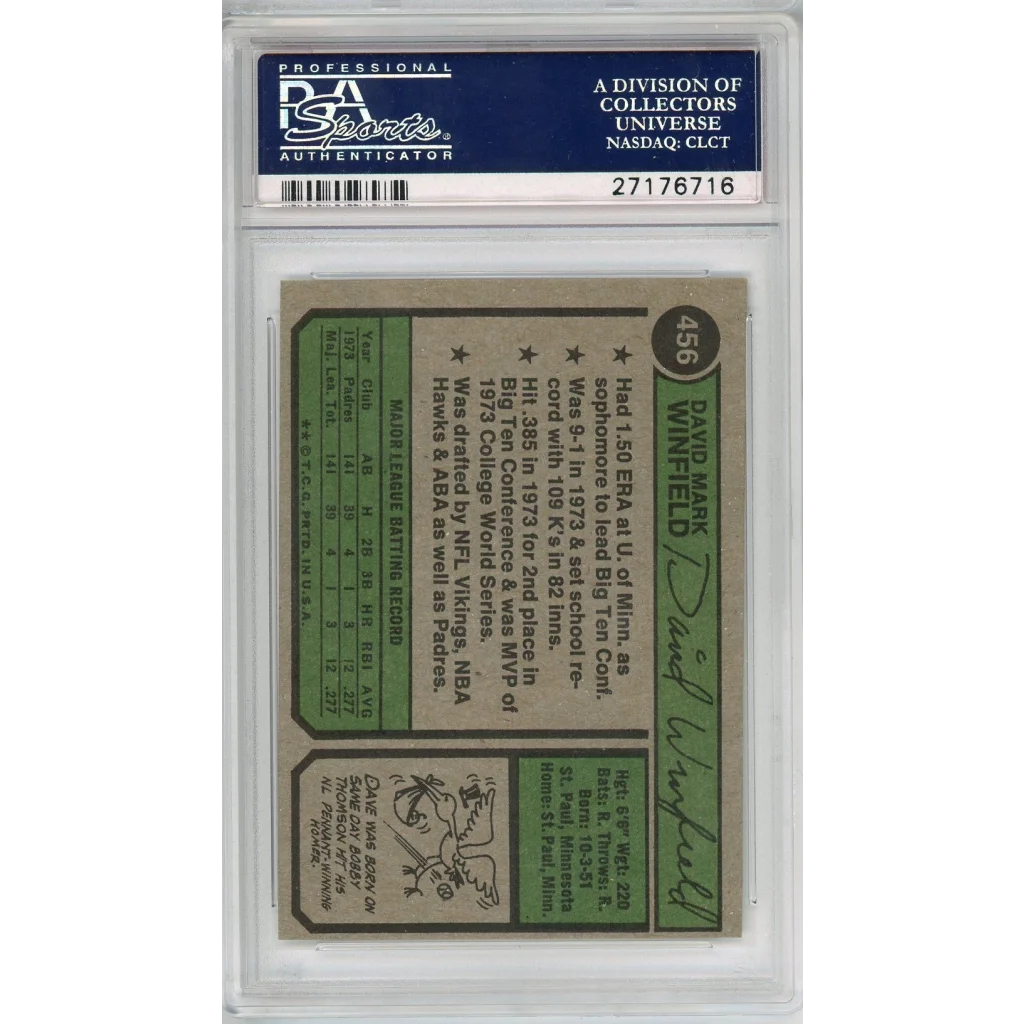 PROFESSIONAL
PSA
Sports®
AUTHENTICATOR
A DIVISION OF
COLLECTORS
UNIVERSE
NASDAQ: CLCT
27176716
456
DAVID MARK
WINFIELD
David Winfield
★ Had 1.50 ERA at U. of Minn. as
sophomore to lead Big Ten Conf.
★ Was 9-1 in 1973 & set school re-
cord with 109 K's in 82 inns.
★ Hit .385 in 1973 for 2nd place in
Big Ten Conference & was MVP of
1973 College World Series.
★ Was drafted by NFL Vikings, NBA
Hawks & ABA as well as Padres.
MAJOR LEAGUE BATTING RECORD
Year Club AB H 2B 3B HR RBI AVG
1973 Padres 141 39 4 1 3 12 .277
Maj. Lea. Tot. 141 39 4 1 3 12 .277
★★ © T.C.G. PRTD. IN U.S.A.
Hgt: 6'6" Wgt: 220
Bats: R. Throws: R.
Born: 10-3-51
St. Paul, Minnesota
Home: St. Paul, Minn.
DAVE WAS BORN ON
SAME DAY BOBBY
THOMSON HIT HIS
NL PENNANT-WINNING
HOMER.